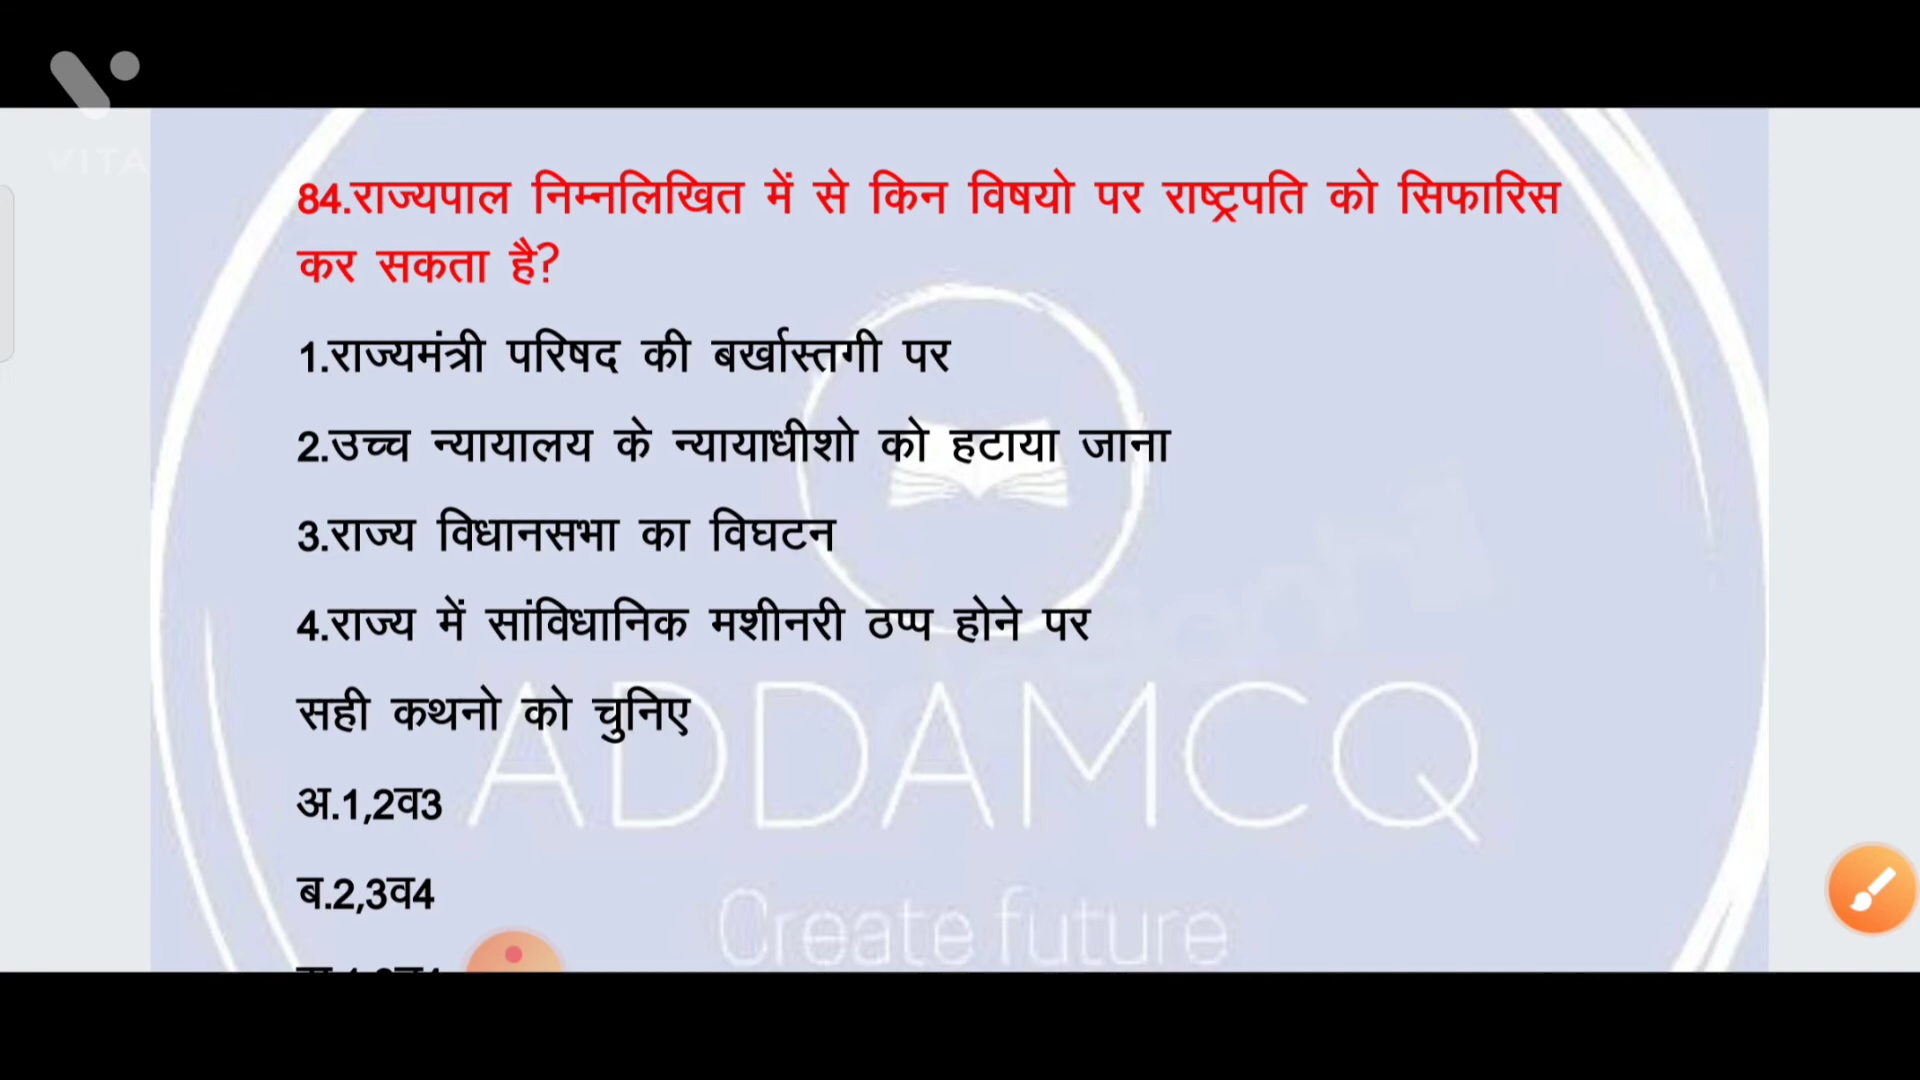 VITA
84.राज्यपाल निम्नलिखित में से किन विषयो पर राष्ट्रपति को सिफारिस
कर सकता है?
1.राज्यमंत्री परिषद की बर्खास्तगी पर
2.उच्च न्यायालय के न्यायाधीशो को हटाया जाना
3.राज्य विधानसभा का विघटन
4.राज्य में सांविधानिक मशीनरी ठप्प होने पर
सही कथनो को चुनिए
ADDAMCQ
अ.1,2व3
ब.2,3व4
Create future